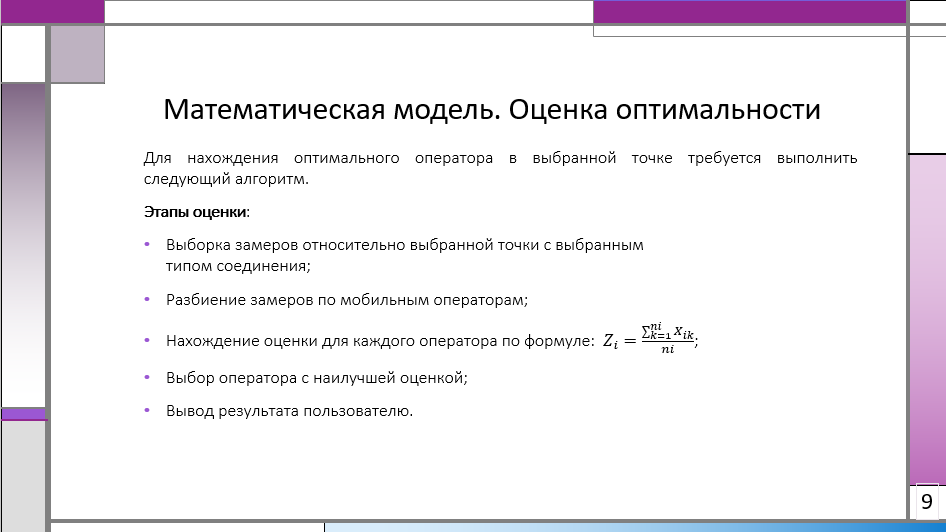 Математическая модель. Оценка оптимальности
Для нахождения оптимального оператора в выбранной точке требуется выполнить
следующий алгоритм.
Этапы оценки:
• Выборка замеров относительно выбранной точки с выбранным
типом соединения;
• Разбиение замеров по мобильным операторам;
• Нахождение оценки для каждого оператора по формуле: Z_i = (∑_{k=1}^{ni} X_{ik}) / ni;
• Выбор оператора с наилучшей оценкой;
• Вывод результата пользователю.
9